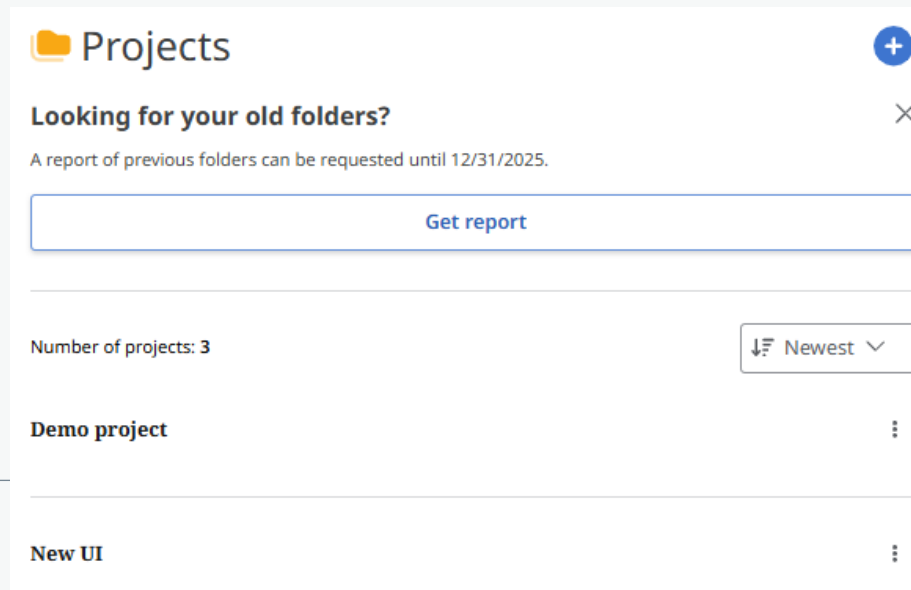 Projects
Looking for your old folders?
A report of previous folders can be requested until 12/31/2025.
Get report
Number of projects: 3
Newest
Demo project
New UI